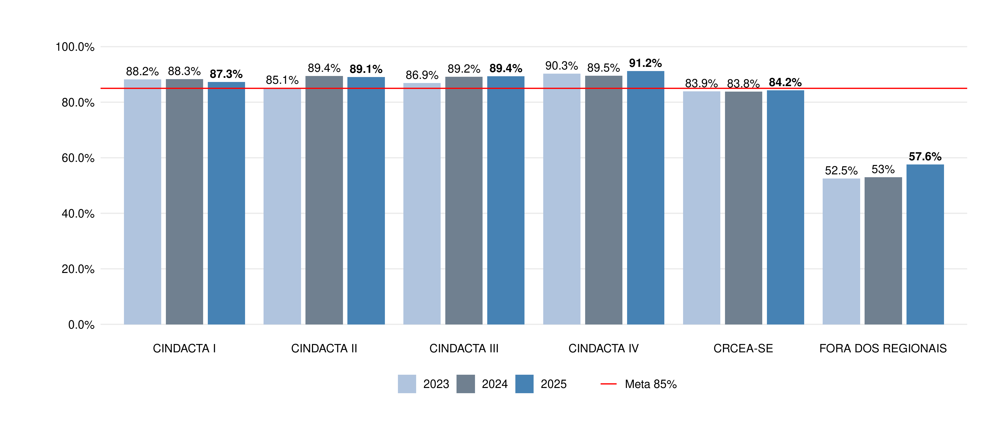 100.0%
80.0%
60.0%
40.0%
20.0%
0.0%
88.2% 88.3% 87.3%
85.1% 89.4% 89.1%
86.9% 89.2% 89.4%
90.3% 89.5% 91.2%
83.9% 83.8% 84.2%
52.5% 53% 57.6%
CINDACTA I CINDACTA II CINDACTA III CINDACTA IV CRCEA-SE FORA DOS REGIONAIS
2023 2024 2025 Meta 85%